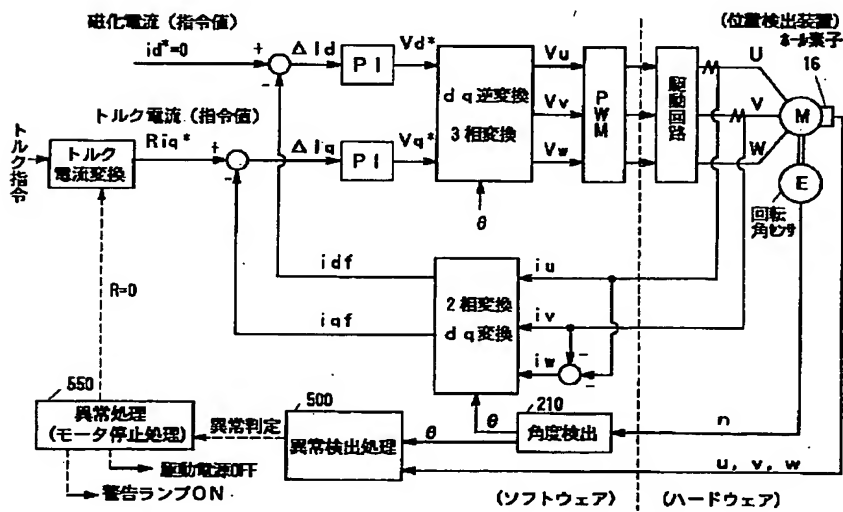 磁化電流(指令値)
id*=0
+
-
ΔId
PI
Vd*
dq逆変換
3相変換
θ
Vu
Vv
Vw
PWM
駆動回路
U
V
W
(位置検出装置)
ホール素子
16
M
E
回転
角センサ
トルク指令
トルク
電流変換
トルク電流(指令値)
Riq*
+
-
ΔIq
PI
Vq*
R=0
idf
iqf
2相変換
dq変換
iu
iv
iw
-
-
θ
210
角度検出
n
θ
u, v, w
500
異常検出処理
異常判定
550
異常処理
(モータ停止処理)
駆動電源OFF
警告ランプON
(ソフトウェア)
(ハードウェア)